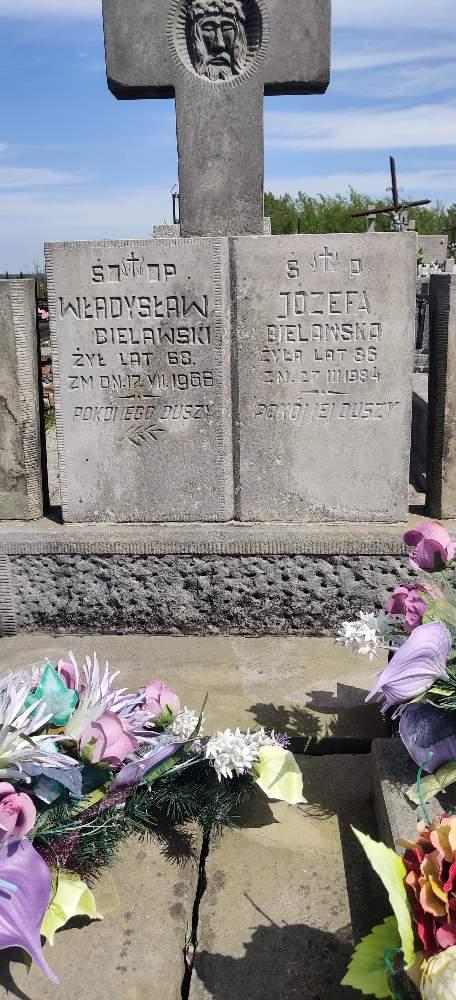 Ś † P
WŁADYSŁAW
BIELAWSKI
ŻYŁ LAT 68.
ZM DN. 17. VII. 1966
POKÓJ JEGO DUSZY
Ś † P
JÓZEFA
BIELAWSKA
ŻYŁA LAT 86
ZM. 27 III 1984
POKÓJ JEJ DUSZY